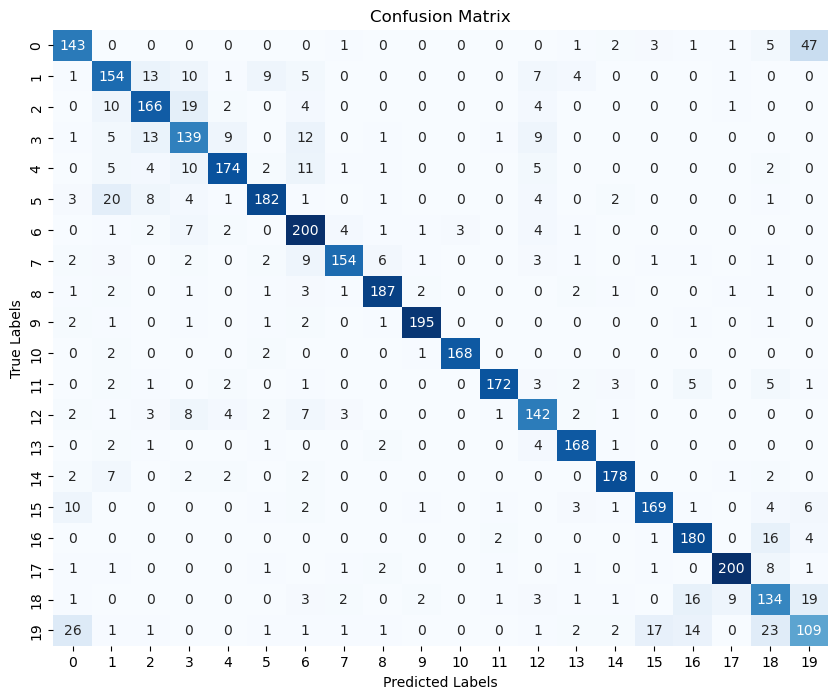 Confusion Matrix
0 143 0 0 0 0 0 0 1 0 0 0 0 0 1 2 3 1 1 5 47
1 1 154 13 10 1 9 5 0 0 0 0 0 7 4 0 0 0 1 0 0
2 0 10 166 19 2 0 4 0 0 0 0 0 4 0 0 0 0 1 0 0
3 1 5 13 139 9 0 12 0 1 0 0 1 9 0 0 0 0 0 0 0
4 0 5 4 10 174 2 11 1 1 0 0 0 5 0 0 0 0 0 2 0
5 3 20 8 4 1 182 1 0 1 0 0 0 4 0 2 0 0 0 1 0
6 0 1 2 7 2 0 200 4 1 1 3 0 4 1 0 0 0 0 0 0
7 2 3 0 2 0 2 9 154 6 1 0 0 3 1 0 1 1 0 1 0
8 1 2 0 1 0 1 3 1 187 2 0 0 0 2 1 0 0 1 1 0
9 2 1 0 1 0 1 2 0 1 195 0 0 0 0 0 0 1 0 1 0
10 0 2 0 0 0 2 0 0 0 1 168 0 0 0 0 0 0 0 0 0
11 0 2 1 0 2 0 1 0 0 0 0 172 3 2 3 0 5 0 5 1
12 2 1 3 8 4 2 7 3 0 0 0 1 142 2 1 0 0 0 0 0
13 0 2 1 0 0 1 0 0 2 0 0 0 4 168 1 0 0 0 0 0
14 2 7 0 2 2 0 2 0 0 0 0 0 0 0 178 0 0 1 2 0
15 10 0 0 0 0 1 2 0 0 1 0 1 0 3 1 169 1 0 4 6
16 0 0 0 0 0 0 0 0 0 0 0 2 0 0 0 1 180 0 16 4
17 1 1 0 0 0 1 0 1 2 0 0 1 0 1 0 1 0 200 8 1
18 1 0 0 0 0 0 3 2 0 2 0 1 3 1 1 0 16 9 134 19
19 26 1 1 0 0 1 1 1 1 0 0 0 1 2 2 17 14 0 23 109
0 1 2 3 4 5 6 7 8 9 10 11 12 13 14 15 16 17 18 19
True Labels
Predicted Labels